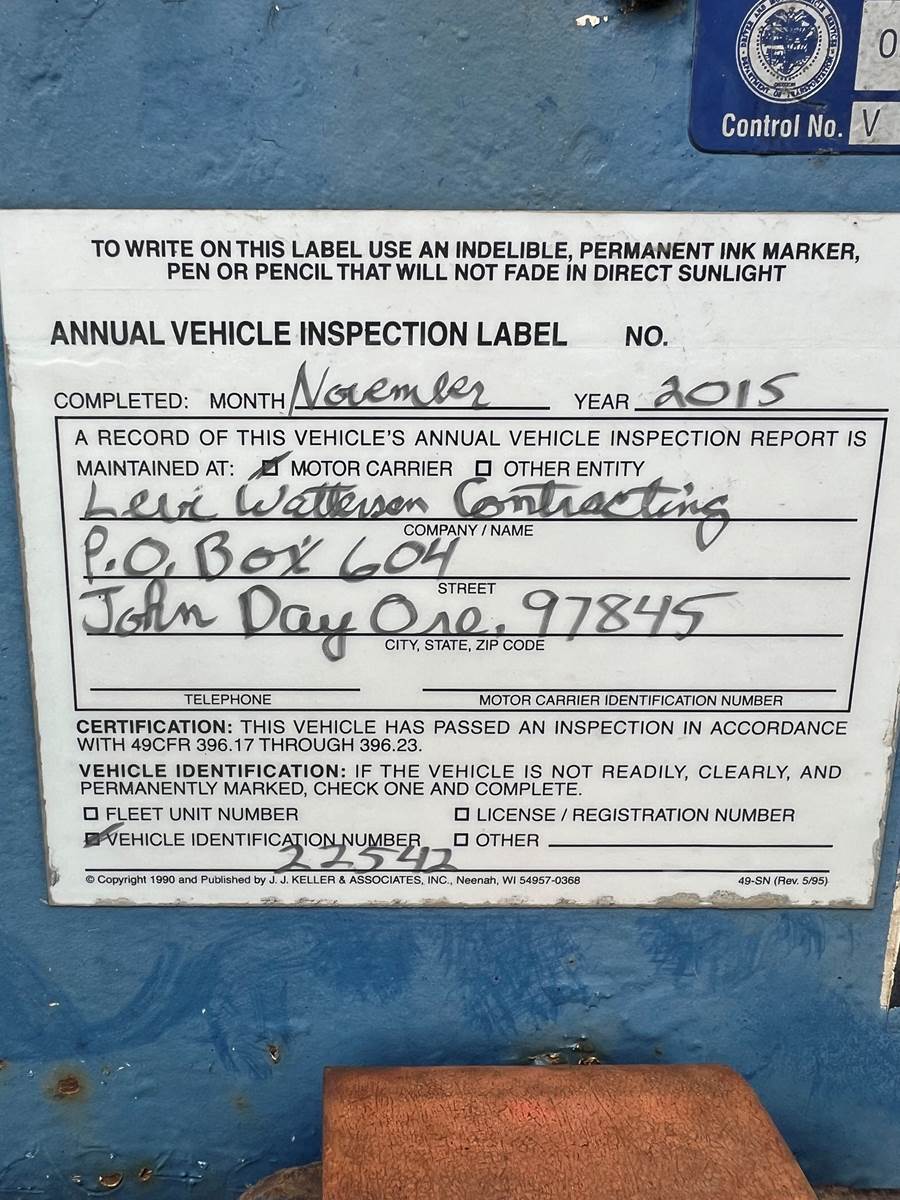 0
Control No. V
TO WRITE ON THIS LABEL USE AN INDELIBLE, PERMANENT INK MARKER,
PEN OR PENCIL THAT WILL NOT FADE IN DIRECT SUNLIGHT
ANNUAL VEHICLE INSPECTION LABEL NO.
COMPLETED: MONTH November YEAR 2015
A RECORD OF THIS VEHICLE'S ANNUAL VEHICLE INSPECTION REPORT IS
MAINTAINED AT: MOTOR CARRIER OTHER ENTITY
Levi Watterson Contracting
COMPANY / NAME
P.O. Box 604
STREET
John Day Ore. 97845
CITY, STATE, ZIP CODE
TELEPHONE MOTOR CARRIER IDENTIFICATION NUMBER
CERTIFICATION: THIS VEHICLE HAS PASSED AN INSPECTION IN ACCORDANCE
WITH 49CFR 396.17 THROUGH 396.23.
VEHICLE IDENTIFICATION: IF THE VEHICLE IS NOT READILY, CLEARLY, AND
PERMANENTLY MARKED, CHECK ONE AND COMPLETE.
FLEET UNIT NUMBER LICENSE / REGISTRATION NUMBER
VEHICLE IDENTIFICATION NUMBER OTHER
22542
© Copyright 1990 and Published by J. J. KELLER & ASSOCIATES, INC., Neenah, WI 54957-0368 49-SN (Rev. 5/95)